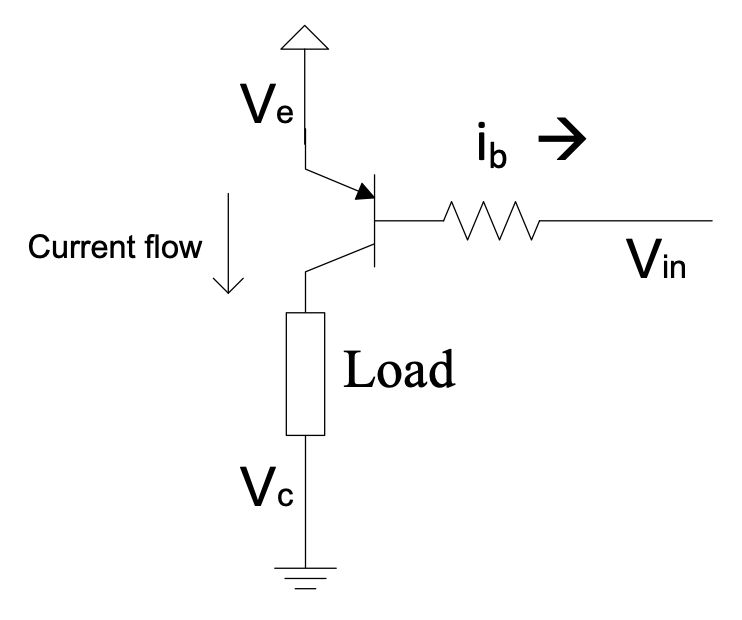 Ve
ib →
Current flow
Vin
Load
Vc